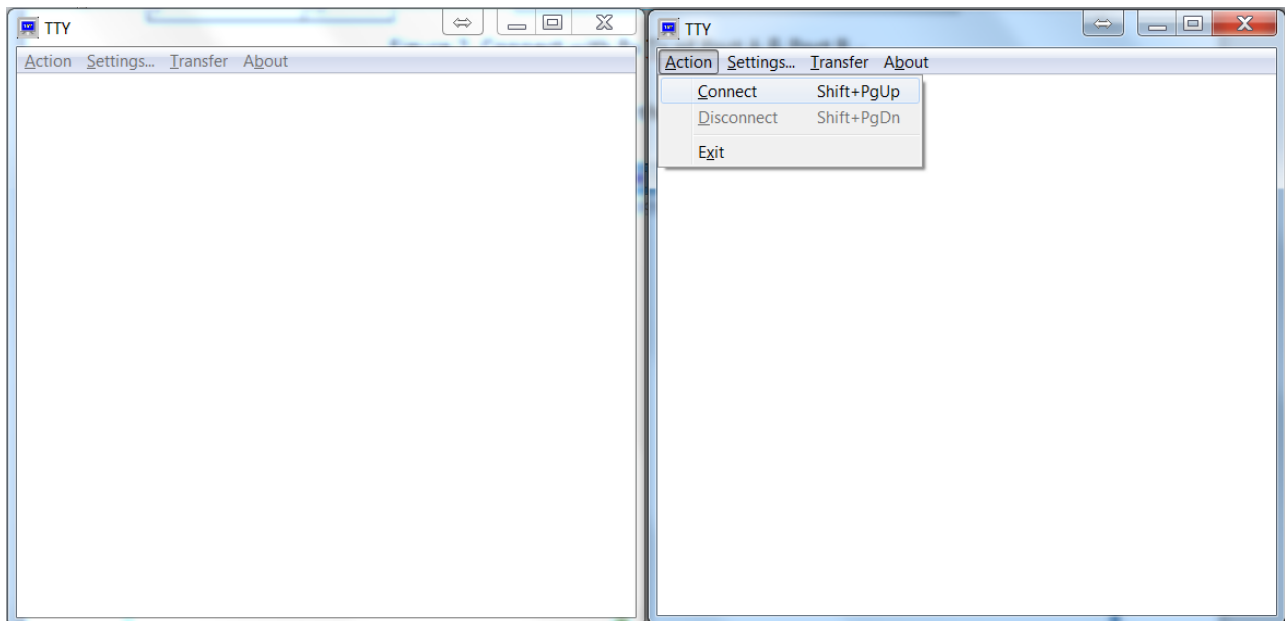 TTY
Action Settings... Transfer About
TTY
Action Settings... Transfer About
Connect Shift+PgUp
Disconnect Shift+PgDn
Exit